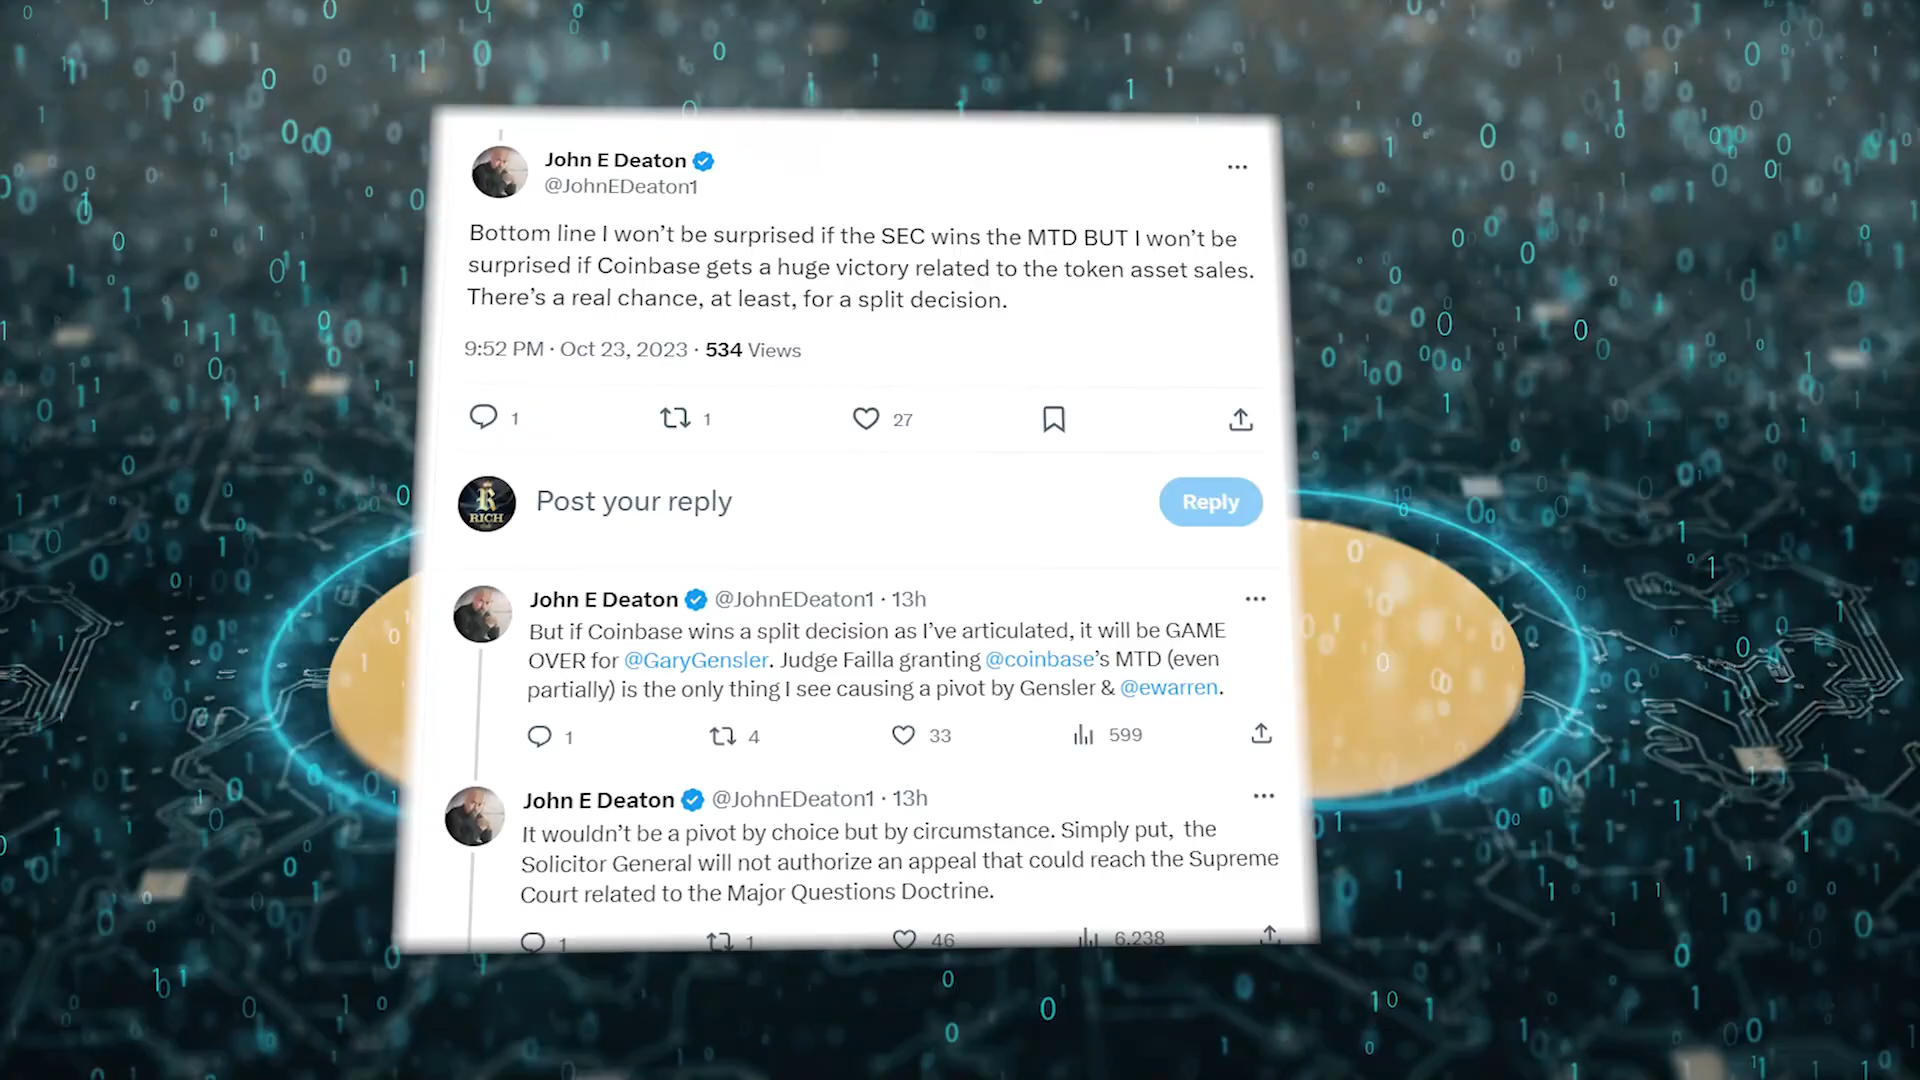 John E Deaton
@JohnEDeaton1
Bottom line I won’t be surprised if the SEC wins the MTD BUT I won’t be
surprised if Coinbase gets a huge victory related to the token asset sales.
There’s a real chance, at least, for a split decision.
9:52 PM · Oct 23, 2023 · 534 Views
1 1 27
R
RICH
Post your reply
Reply
John E Deaton @JohnEDeaton1 · 13h
But if Coinbase wins a split decision as I’ve articulated, it will be GAME
OVER for @GaryGensler. Judge Failla granting @coinbase’s MTD (even
partially) is the only thing I see causing a pivot by Gensler & @ewarren.
1 4 33 599
John E Deaton @JohnEDeaton1 · 13h
It wouldn’t be a pivot by choice but by circumstance. Simply put, the
Solicitor General will not authorize an appeal that could reach the Supreme
Court related to the Major Questions Doctrine.
1 1 46 6,238